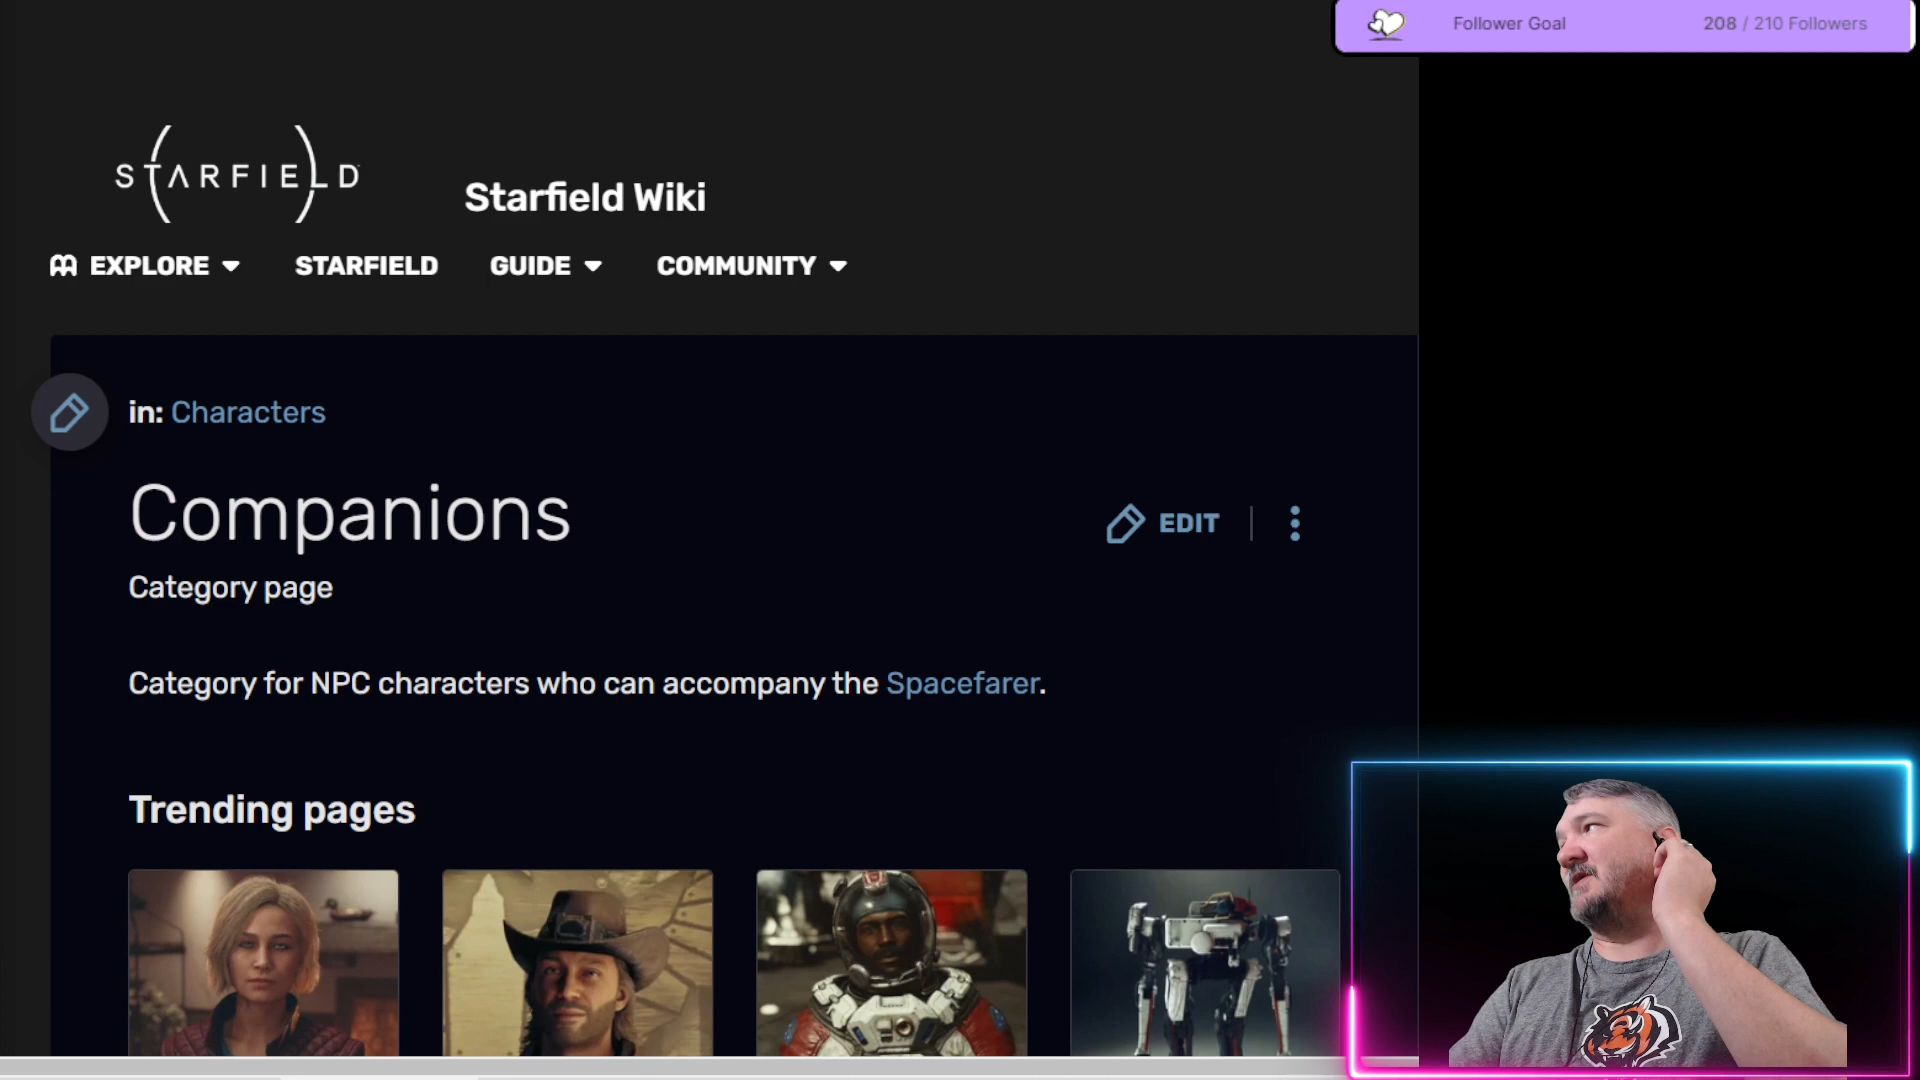 Follower Goal 208 / 210 Followers
STARFIELD
Starfield Wiki
EXPLORE STARFIELD GUIDE COMMUNITY
in: Characters
Companions
EDIT
Category page
Category for NPC characters who can accompany the Spacefarer.
Trending pages